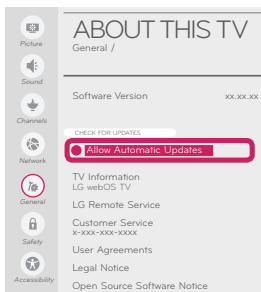 ABOUT THIS TV
General /
Picture
Sound
Channels
Network
General
Safety
Accessibility
Software Version xx.xx.xx
CHECK FOR UPDATES
Allow Automatic Updates
TV Information
LG webOS TV
LG Remote Service
Customer Service
x-xxx-xxx-xxxx
User Agreements
Legal Notice
Open Source Software Notice